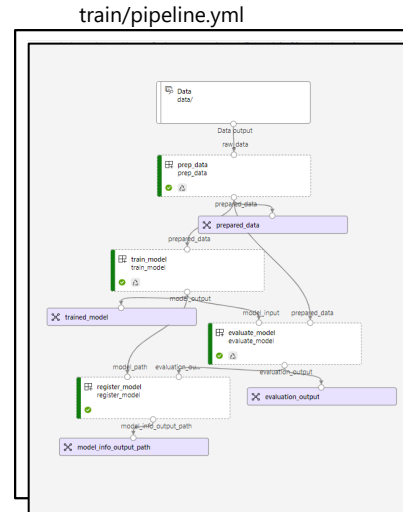 train/pipeline.yml
Data
data/
Data output
raw_data
prep_data
prep_data
prepared_data
prepared_data
prepared_data
train_model
train_model
model_output
trained_model
model_input
prepared_data
evaluate_model
evaluate_model
model_path
evaluation_ou...
evaluation_output
register_model
register_model
evaluation_output
model_info_output_path
model_info_output_path